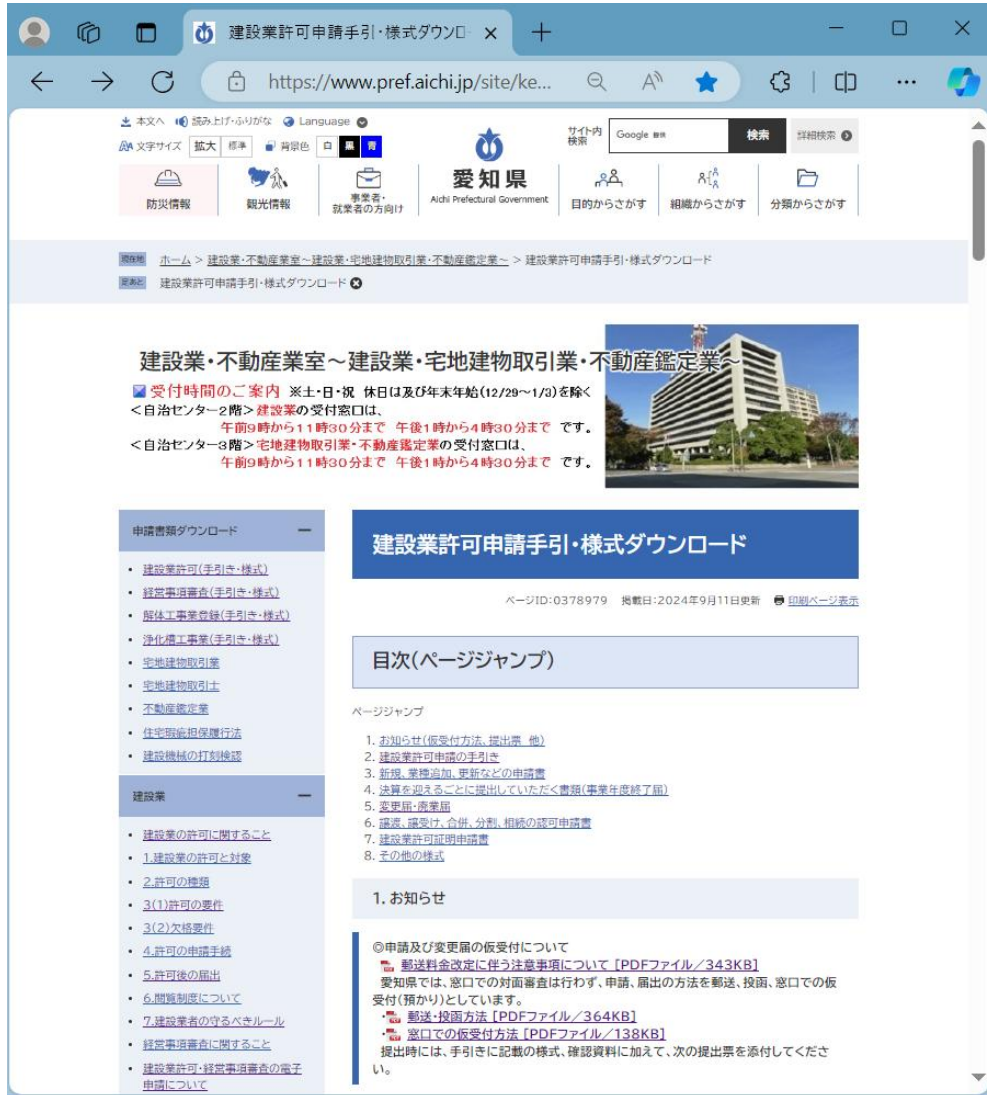 建設業許可申請手引・様式ダウンロ
https://www.pref.aichi.jp/site/ke...
本文へ 読み上げ・ふりがな Language
文字サイズ 拡大 標準 背景色 白 黒 青
サイト内検索 Google 検索 詳細検索
愛知県
Aichi Prefectural Government
防災情報 観光情報 事業者・就業者の方向け 目的からさがす 組織からさがす 分類からさがす
現在地 ホーム > 建設業・不動産業室～建設業・宅地建物取引業・不動産鑑定業～ > 建設業許可申請手引・様式ダウンロード
足あと 建設業許可申請手引・様式ダウンロード
建設業・不動産業室～建設業・宅地建物取引業・不動産鑑定業～
受付時間のご案内 ※土・日・祝 休日は及び年末年始(12/29～1/3)を除く
＜自治センター2階＞建設業の受付窓口は、
午前9時から11時30分まで 午後1時から4時30分まで です。
＜自治センター3階＞宅地建物取引業・不動産鑑定業の受付窓口は、
午前9時から11時30分まで 午後1時から4時30分まで です。
申請書類ダウンロード
・建設業許可(手引き・様式)
・経営事項審査(手引き・様式)
・解体工事業登録(手引き・様式)
・浄化槽工事業(手引き・様式)
・宅地建物取引業
・宅地建物取引士
・不動産鑑定業
・住宅瑕疵担保履行法
・建設機械の打刻検認
建設業
・建設業の許可に関すること
・1.建設業の許可と対象
・2.許可の種類
・3(1)許可の要件
・3(2)欠格要件
・4.許可の申請手続
・5.許可後の届出
・6.閲覧制度について
・7.建設業者の守るべきルール
・経営事項審査に関すること
・建設業許可・経営事項審査の電子
申請について
建設業許可申請手引・様式ダウンロード
ページID:0378979 掲載日:2024年9月11日更新 印刷ページ表示
目次(ページジャンプ)
ページジャンプ
1. お知らせ(仮受付方法、提出票 他)
2. 建設業許可申請の手引き
3. 新規、業種追加、更新などの申請書
4. 決算を迎えるごとに提出していただく書類(事業年度終了届)
5. 変更届・廃業届
6. 譲渡、譲受け、合併、分割、相続の認可申請書
7. 建設業許可証明申請書
8. その他の様式
1. お知らせ
◎申請及び変更届の仮受付について
郵送料金改定に伴う注意事項について [PDFファイル／343KB]
愛知県では、窓口での対面審査は行わず、申請、届出の方法を郵送、投函、窓口での仮
受付(預かり)としています。
・郵送・投函方法 [PDFファイル／364KB]
・窓口での仮受付方法 [PDFファイル／138KB]
提出時には、手引きに記載の様式、確認資料に加えて、次の提出票を添付してくださ
い。